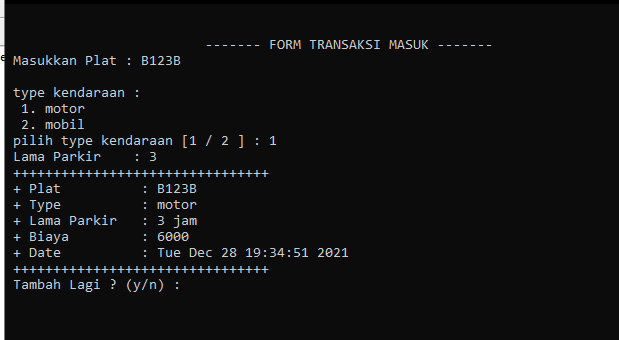 ------- FORM TRANSAKSI MASUK -------
Masukkan Plat : B123B
type kendaraan :
1. motor
2. mobil
pilih type kendaraan [1 / 2 ] : 1
Lama Parkir    : 3
++++++++++++++++++++++++++++++++
+ Plat          : B123B
+ Type          : motor
+ Lama Parkir   : 3 jam
+ Biaya         : 6000
+ Date          : Tue Dec 28 19:34:51 2021
++++++++++++++++++++++++++++++++
Tambah Lagi ? (y/n) :